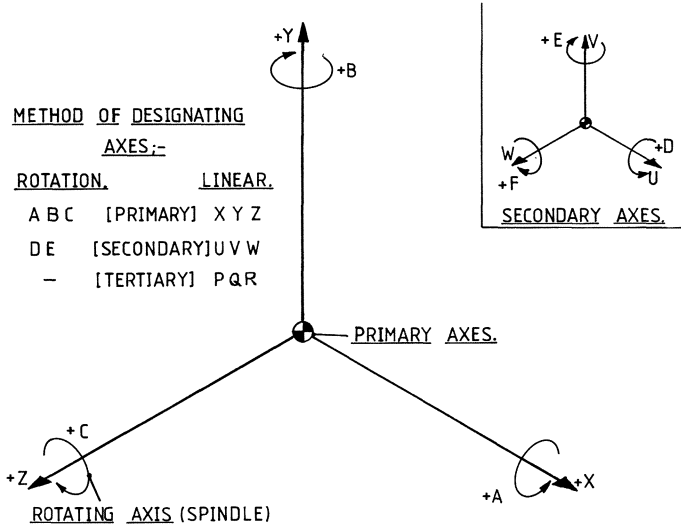 +Y
+B
METHOD OF DESIGNATING
AXES;-
ROTATION. LINEAR.
A B C [PRIMARY] X Y Z
D E [SECONDARY] U V W
— [TERTIARY] P Q R
+E V
W +D
+F U
SECONDARY AXES.
PRIMARY AXES.
+C
+Z
+A +X
ROTATING AXIS (SPINDLE)